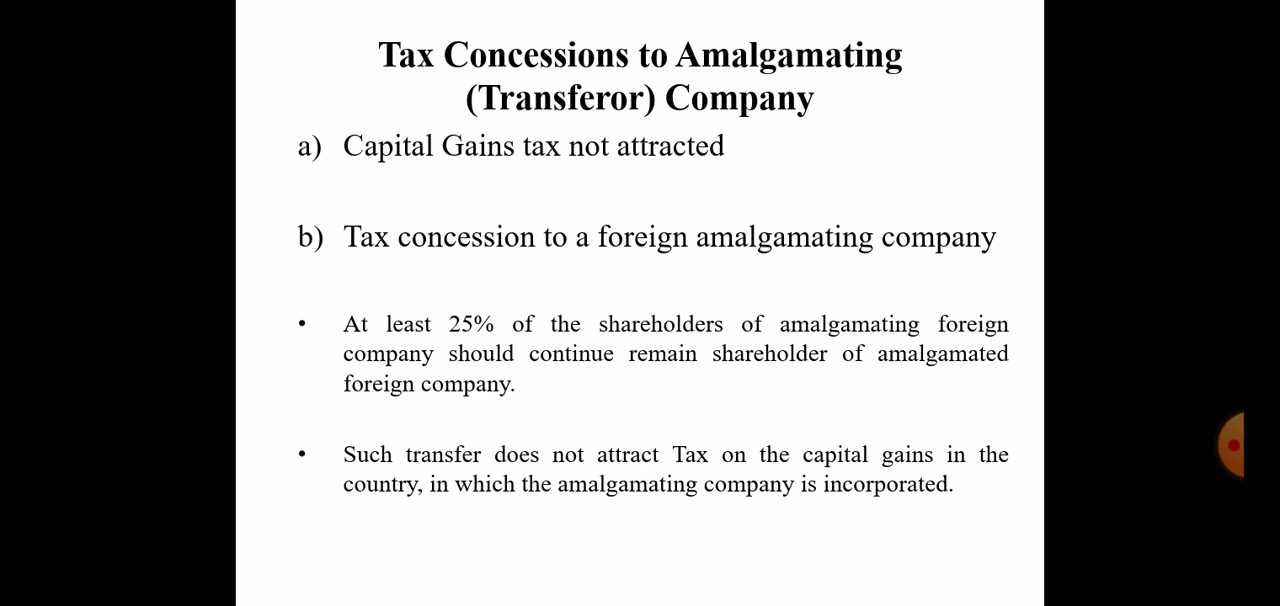 Tax Concessions to Amalgamating
(Transferor) Company
a) Capital Gains tax not attracted
b) Tax concession to a foreign amalgamating company
• At least 25% of the shareholders of amalgamating foreign
company should continue remain shareholder of amalgamated
foreign company.
• Such transfer does not attract Tax on the capital gains in the
country, in which the amalgamating company is incorporated.